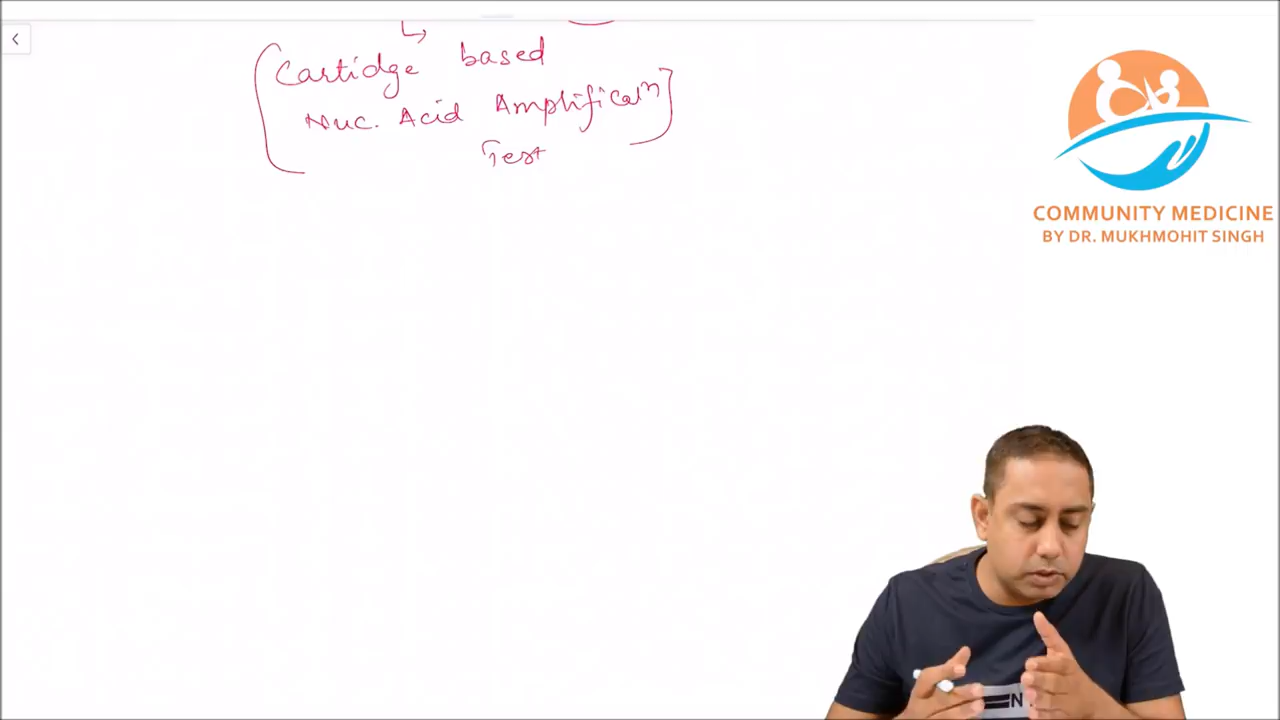 Cartidge based
Nuc. Acid Amplificatn
Test
COMMUNITY MEDICINE
BY DR. MUKHMOHIT SINGH
N